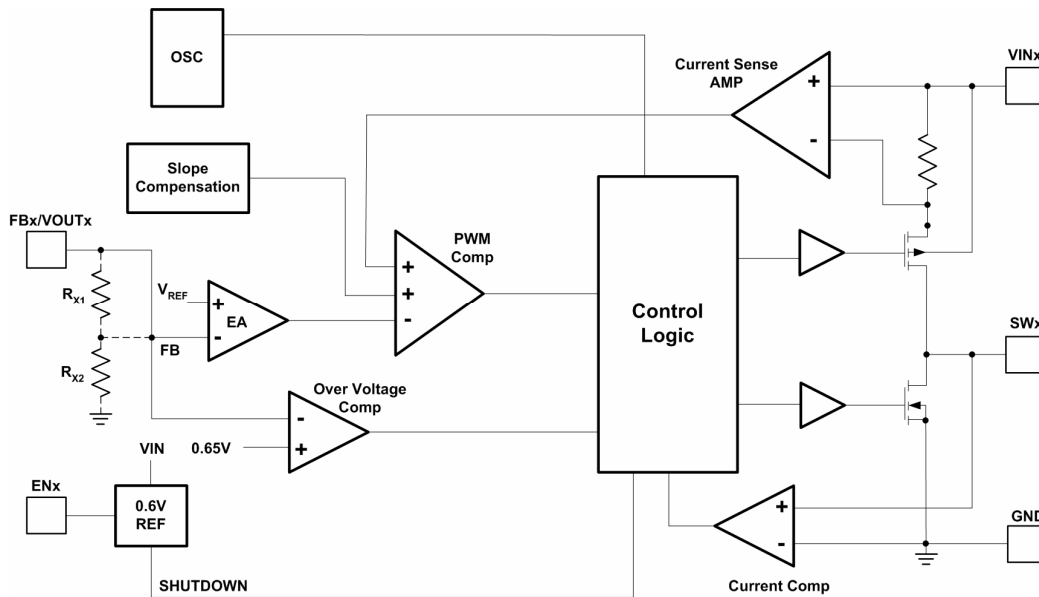 OSC
Current Sense
AMP
VINx
+
-
Slope
Compensation
FBx/VOUTx
PWM
Comp
+
+
-
RX1
VREF
+
EA
-
FB
RX2
Control
Logic
SWx
Over Voltage
Comp
-
0.65V
+
VIN
ENx
0.6V
REF
+
-
GND
SHUTDOWN
Current Comp